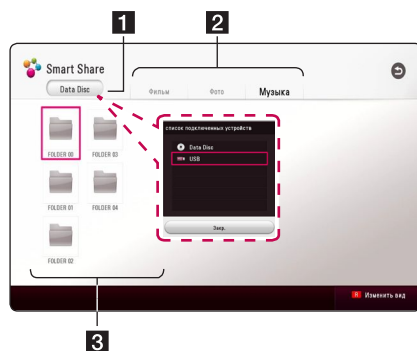 1
2
Smart Share
Data Disc
Фильм
Фото
Музыка
список подключенных устройств
Data Disc
USB
Закр.
FOLDER 00
FOLDER 03
FOLDER 01
FOLDER 04
FOLDER 02
R Изменить вид
3